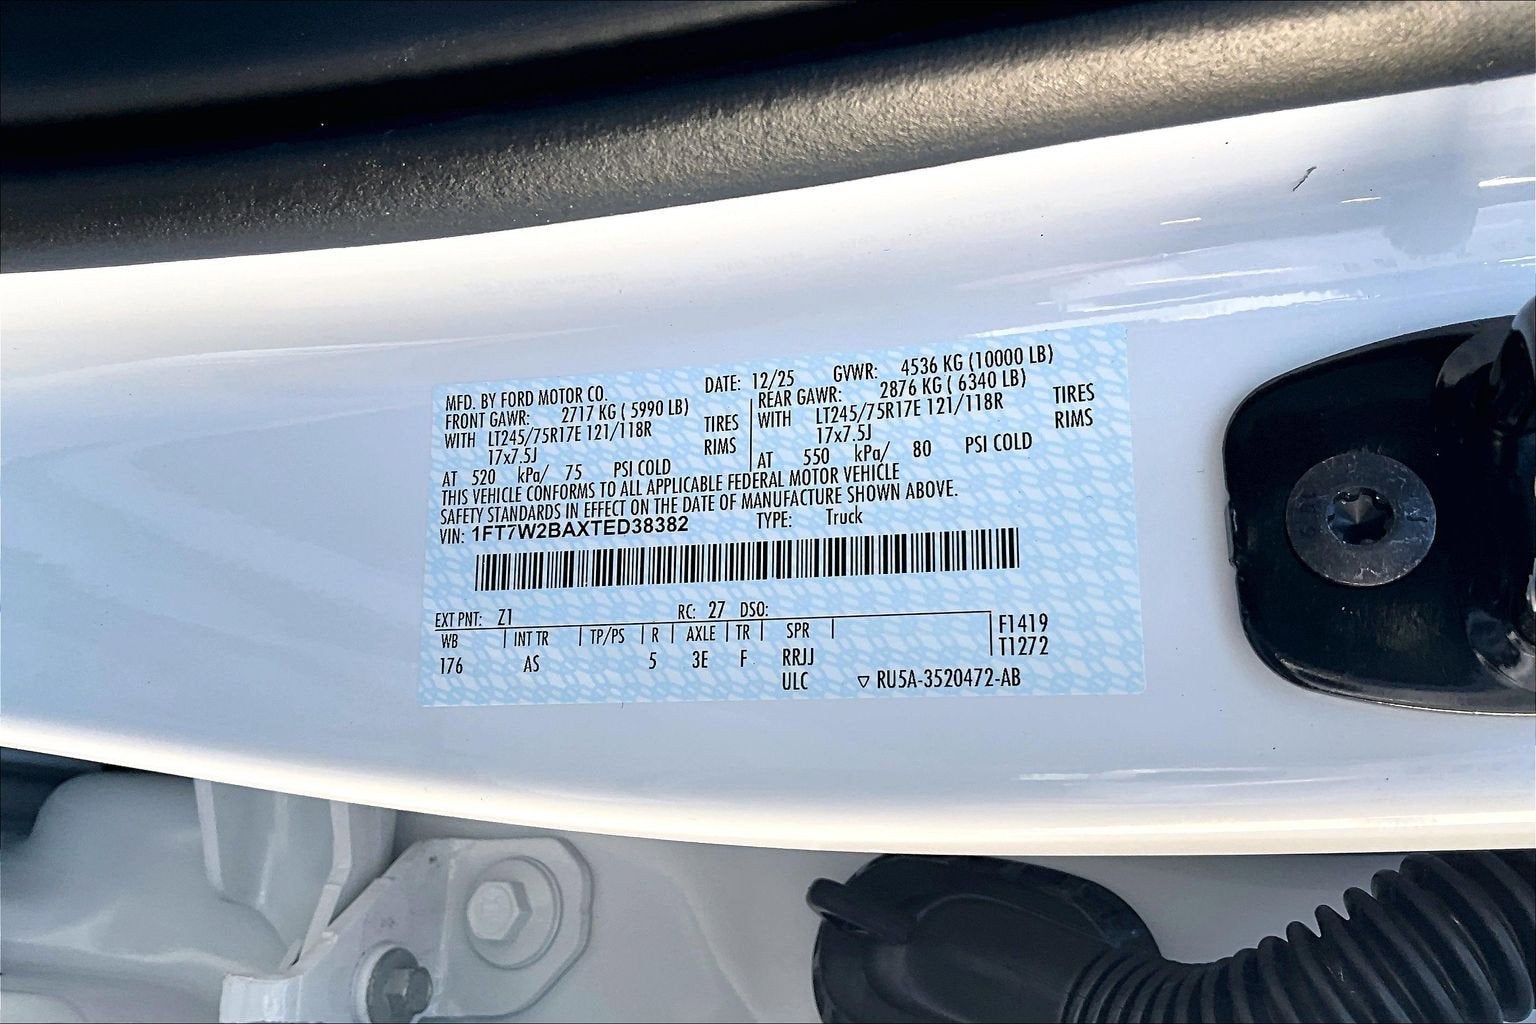 MFD. BY FORD MOTOR CO. DATE: 12/25 GVWR: 4536 KG (10000 LB)
FRONT GAWR: 2717 KG ( 5990 LB) REAR GAWR: 2876 KG ( 6340 LB)
WITH LT245/75R17E 121/118R TIRES WITH LT245/75R17E 121/118R TIRES
17x7.5J RIMS 17x7.5J RIMS
AT 520 kPa/ 75 PSI COLD AT 550 kPa/ 80 PSI COLD
THIS VEHICLE CONFORMS TO ALL APPLICABLE FEDERAL MOTOR VEHICLE
SAFETY STANDARDS IN EFFECT ON THE DATE OF MANUFACTURE SHOWN ABOVE.
VIN: 1FT7W2BAXTED38382 TYPE: Truck
EXT PNT: Z1 RC: 27 DSO:
WB INT TR TP/PS R AXLE TR SPR F1419
176 AS 5 3E F RRJJ T1272
ULC ▽ RU5A-3520472-AB